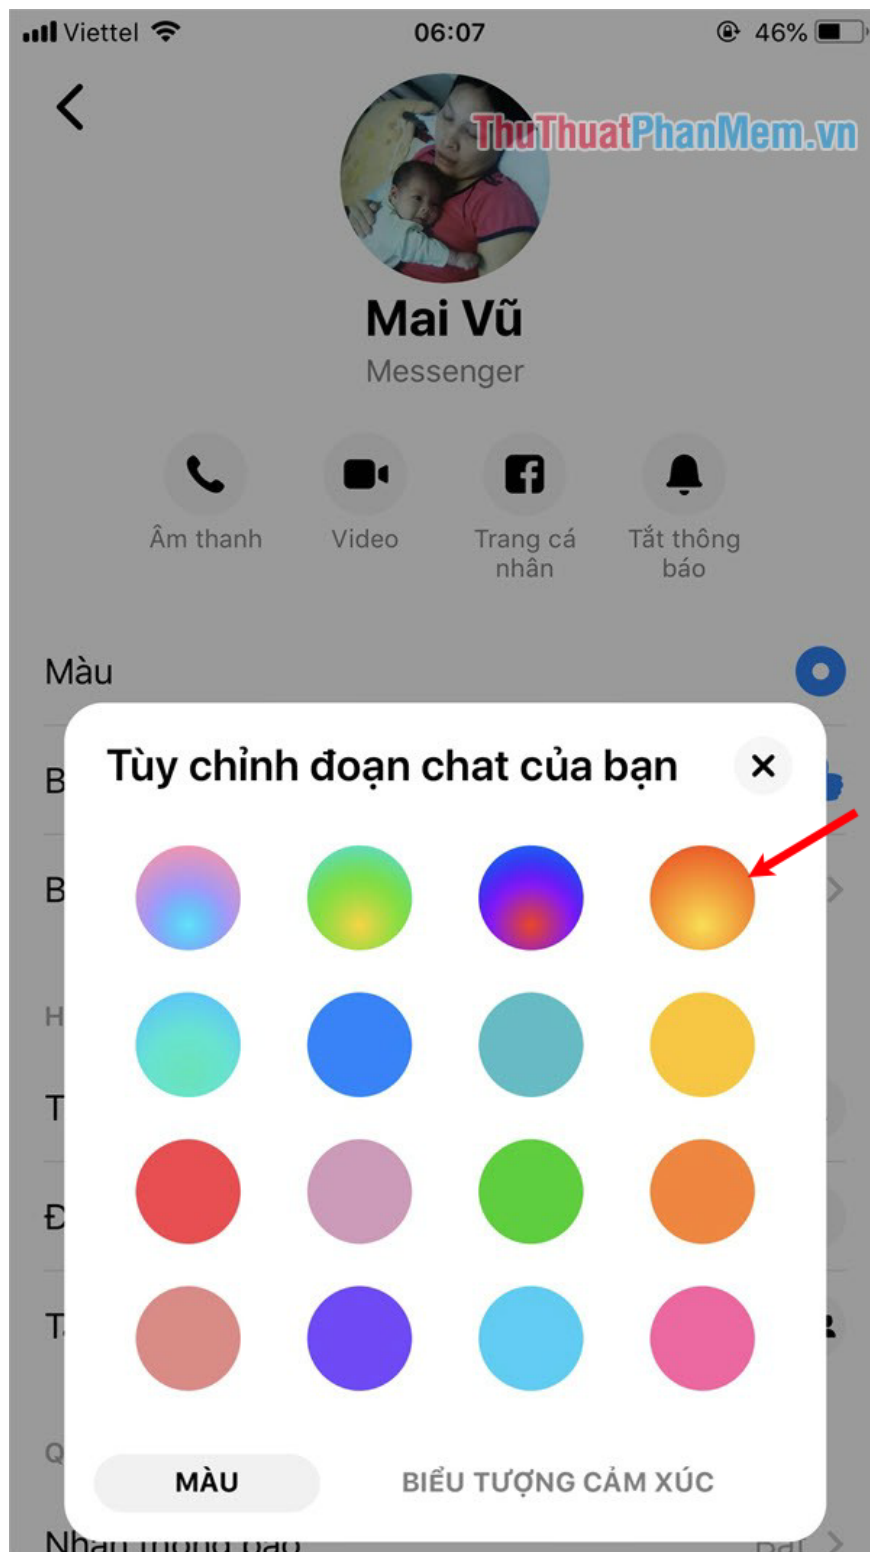 Viettel 06:07 46%
ThuThuatPhanMem.vn
Mai Vũ
Messenger
Âm thanh Video Trang cá nhân Tắt thông báo
Màu
Tùy chỉnh đoạn chat của bạn
B
B
H
T
Đ
T
Q
MÀU BIỂU TƯỢNG CẢM XÚC